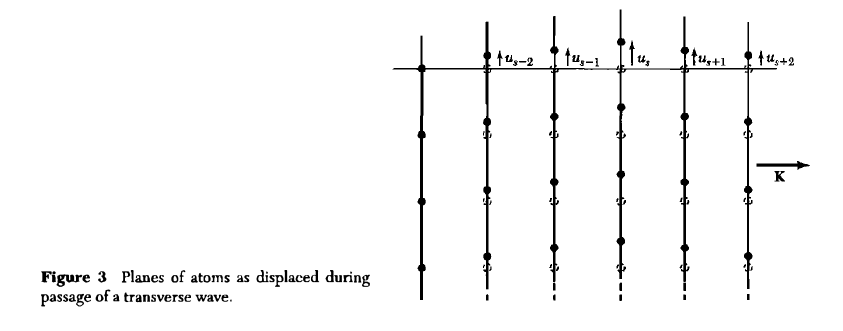 u_{s-2} u_{s-1} u_s u_{s+1} u_{s+2}
K
Figure 3 Planes of atoms as displaced during
passage of a transverse wave.